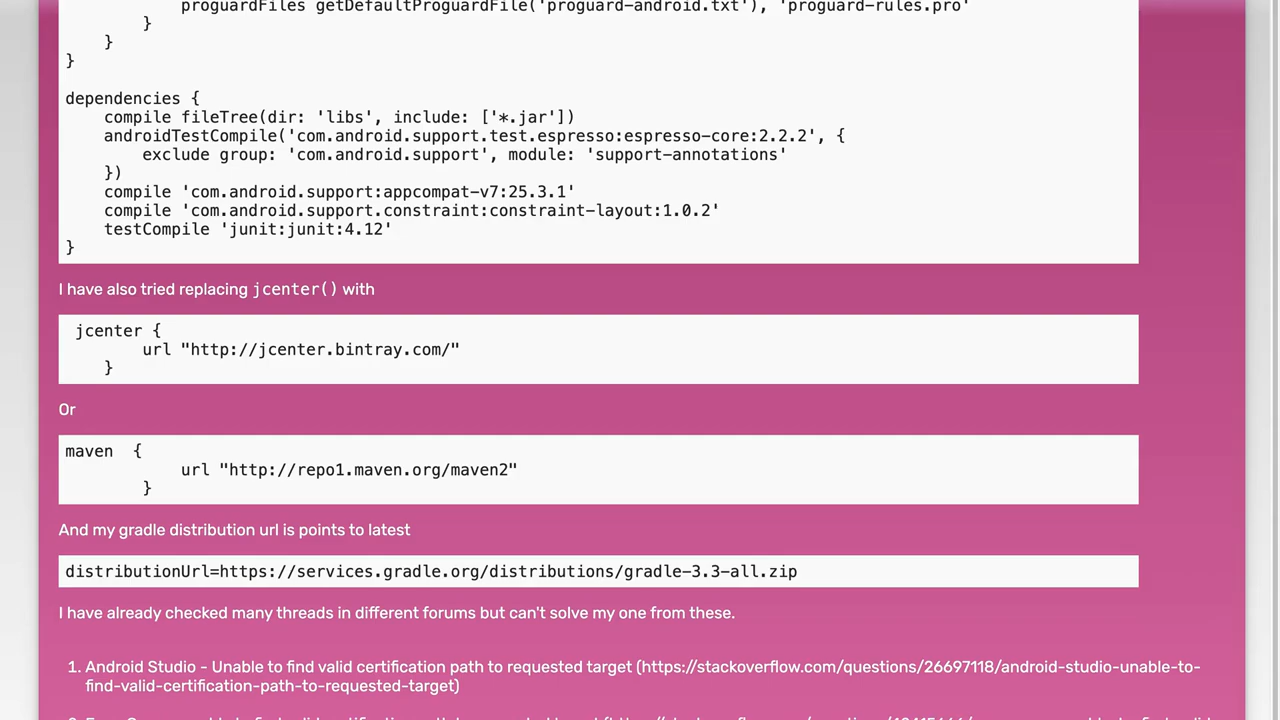 proguardFiles getDefaultProguardFile('proguard-android.txt'), 'proguard-rules.pro'
}
}
}
dependencies {
compile fileTree(dir: 'libs', include: ['*.jar'])
androidTestCompile('com.android.support.test.espresso:espresso-core:2.2.2', {
exclude group: 'com.android.support', module: 'support-annotations'
})
compile 'com.android.support:appcompat-v7:25.3.1'
compile 'com.android.support.constraint:constraint-layout:1.0.2'
testCompile 'junit:junit:4.12'
}
I have also tried replacing jcenter() with
jcenter {
url "http://jcenter.bintray.com/"
}
Or
maven {
url "http://repo1.maven.org/maven2"
}
And my gradle distribution url is points to latest
distributionUrl=https://services.gradle.org/distributions/gradle-3.3-all.zip
I have already checked many threads in different forums but can't solve my one from these.
1. Android Studio - Unable to find valid certification path to requested target (https://stackoverflow.com/questions/26697118/android-studio-unable-to-
find-valid-certification-path-to-requested-target)